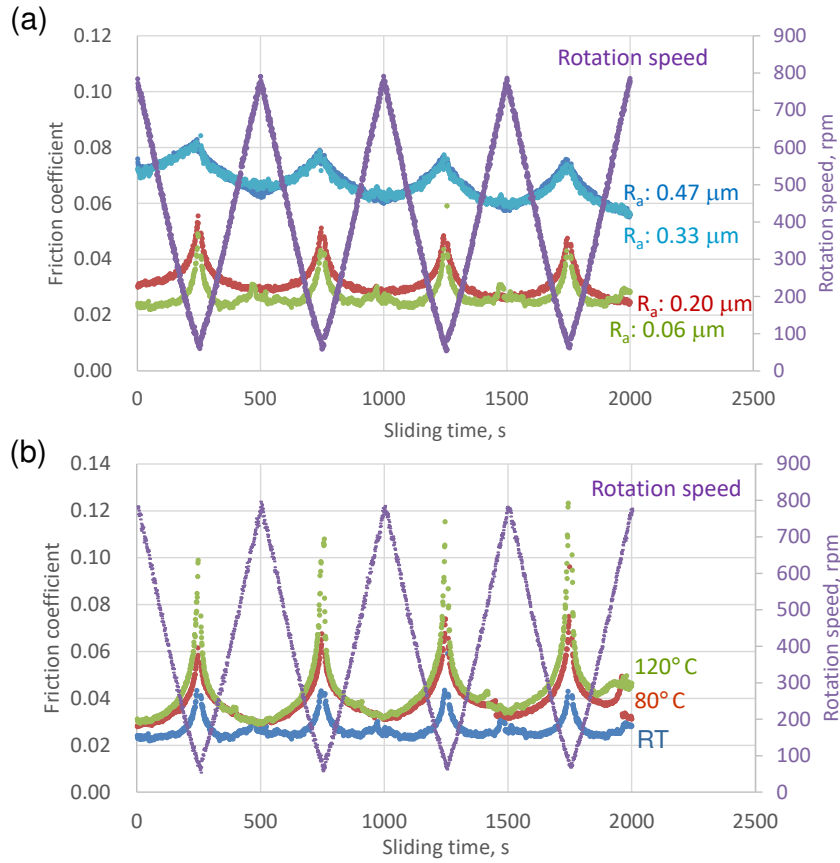 (a)
0.12
0.10
0.08
0.06
0.04
0.02
0.00
Friction coefficient
900
800
700
600
500
400
300
200
100
0
Rotation speed, rpm
Rotation speed
Ra: 0.47 μm
Ra: 0.33 μm
Ra: 0.20 μm
Ra: 0.06 μm
0 500 1000 1500 2000 2500
Sliding time, s
(b)
0.14
0.12
0.10
0.08
0.06
0.04
0.02
0.00
Friction coefficient
900
800
700
600
500
400
300
200
100
0
Rotation speed, rpm
Rotation speed
120° C
80° C
RT
0 500 1000 1500 2000 2500
Sliding time, s